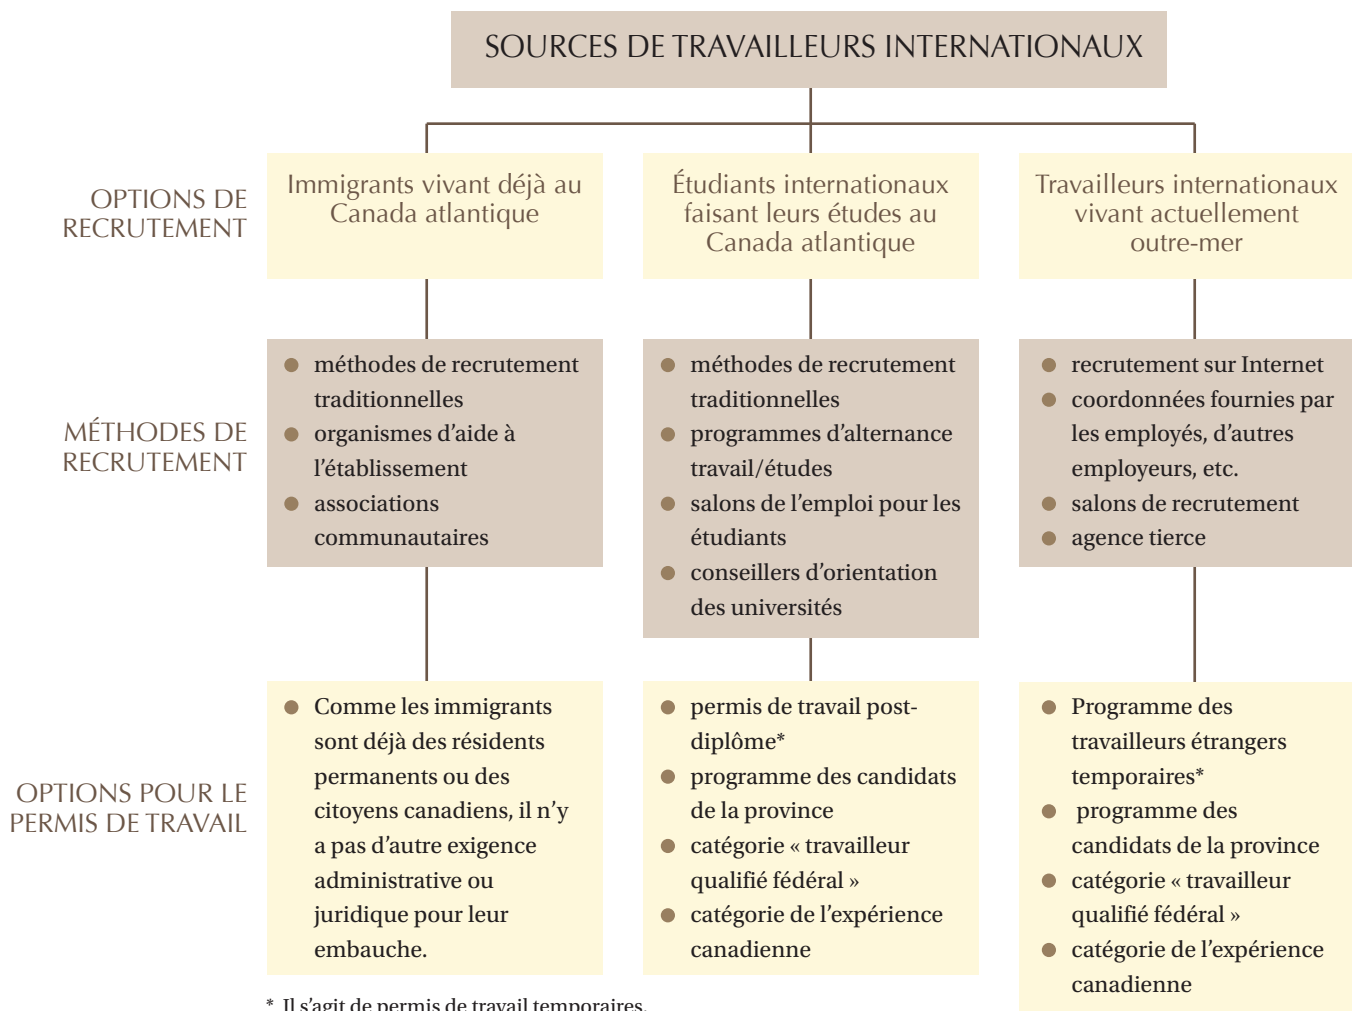 SOURCES DE TRAVAILLEURS INTERNATIONAUX
OPTIONS DE
RECRUTEMENT
Immigrants vivant déjà au
Canada atlantique
Étudiants internationaux
faisant leurs études au
Canada atlantique
Travailleurs internationaux
vivant actuellement
outre-mer
MÉTHODES DE
RECRUTEMENT
● méthodes de recrutement
traditionnelles
● organismes d'aide à
l'établissement
● associations
communautaires
● méthodes de recrutement
traditionnelles
● programmes d'alternance
travail/études
● salons de l'emploi pour les
étudiants
● conseillers d'orientation
des universités
● recrutement sur Internet
● coordonnées fournies par
les employés, d'autres
employeurs, etc.
● salons de recrutement
● agence tierce
OPTIONS POUR LE
PERMIS DE TRAVAIL
● Comme les immigrants
sont déjà des résidents
permanents ou des
citoyens canadiens, il n'y
a pas d'autre exigence
administrative ou
juridique pour leur
embauche.
● permis de travail post-
diplôme*
● programme des candidats
de la province
● catégorie « travailleur
qualifié fédéral »
● catégorie de l'expérience
canadienne
● Programme des
travailleurs étrangers
temporaires*
● programme des
candidats de la province
● catégorie « travailleur
qualifié fédéral »
● catégorie de l'expérience
canadienne
* Il s'agit de permis de travail temporaires.